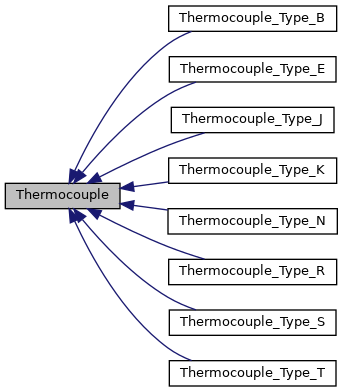 Thermocouple_Type_B
Thermocouple_Type_E
Thermocouple_Type_J
Thermocouple_Type_K
Thermocouple
Thermocouple_Type_N
Thermocouple_Type_R
Thermocouple_Type_S
Thermocouple_Type_T